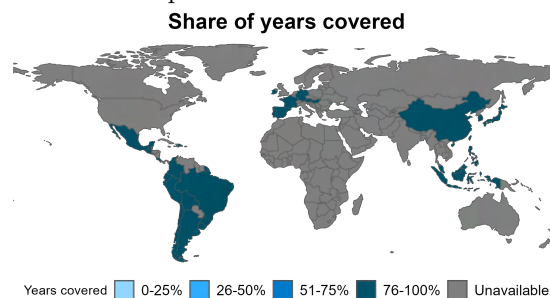 Share of years covered
Years covered 0-25% 26-50% 51-75% 76-100% Unavailable